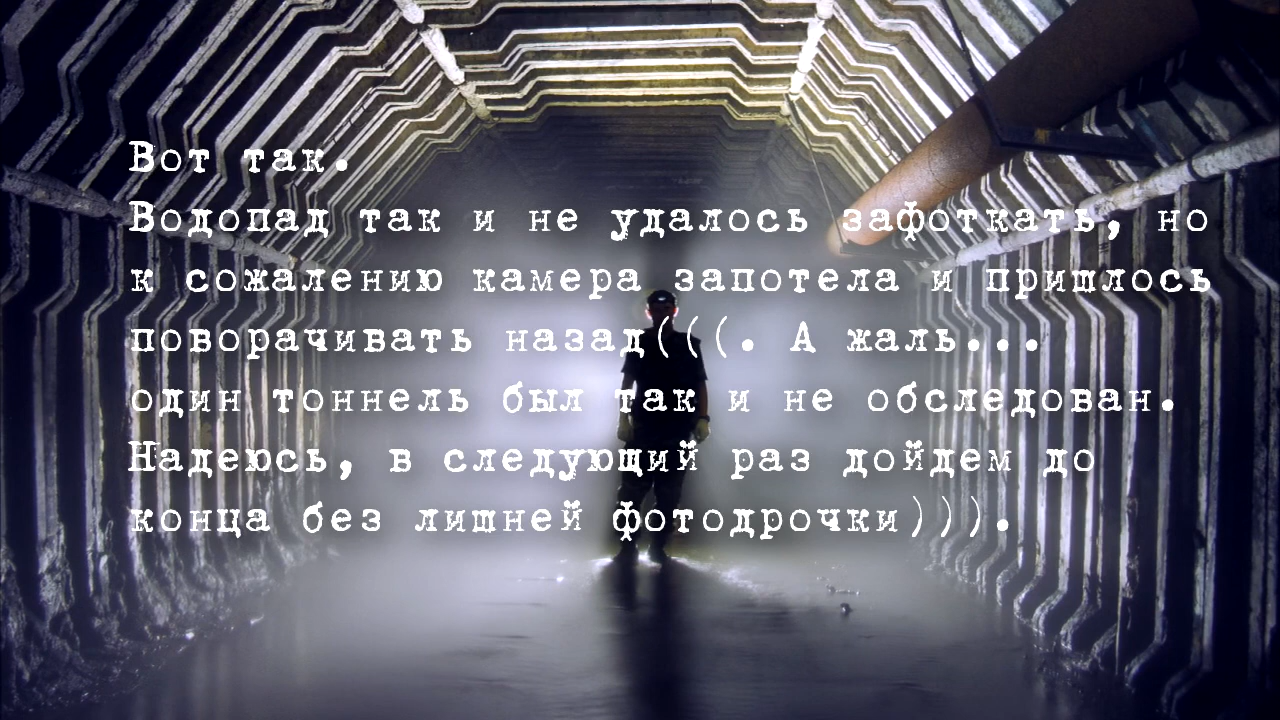 Вот так.
Водопад так и не удалось зафоткать, но
к сожалению камера запотела и пришлось
поворачивать назад(((. А жаль...
один тоннель был так и не обследован.
Надеюсь, в следующий раз дойдем до
конца без лишней фотодрочки))).